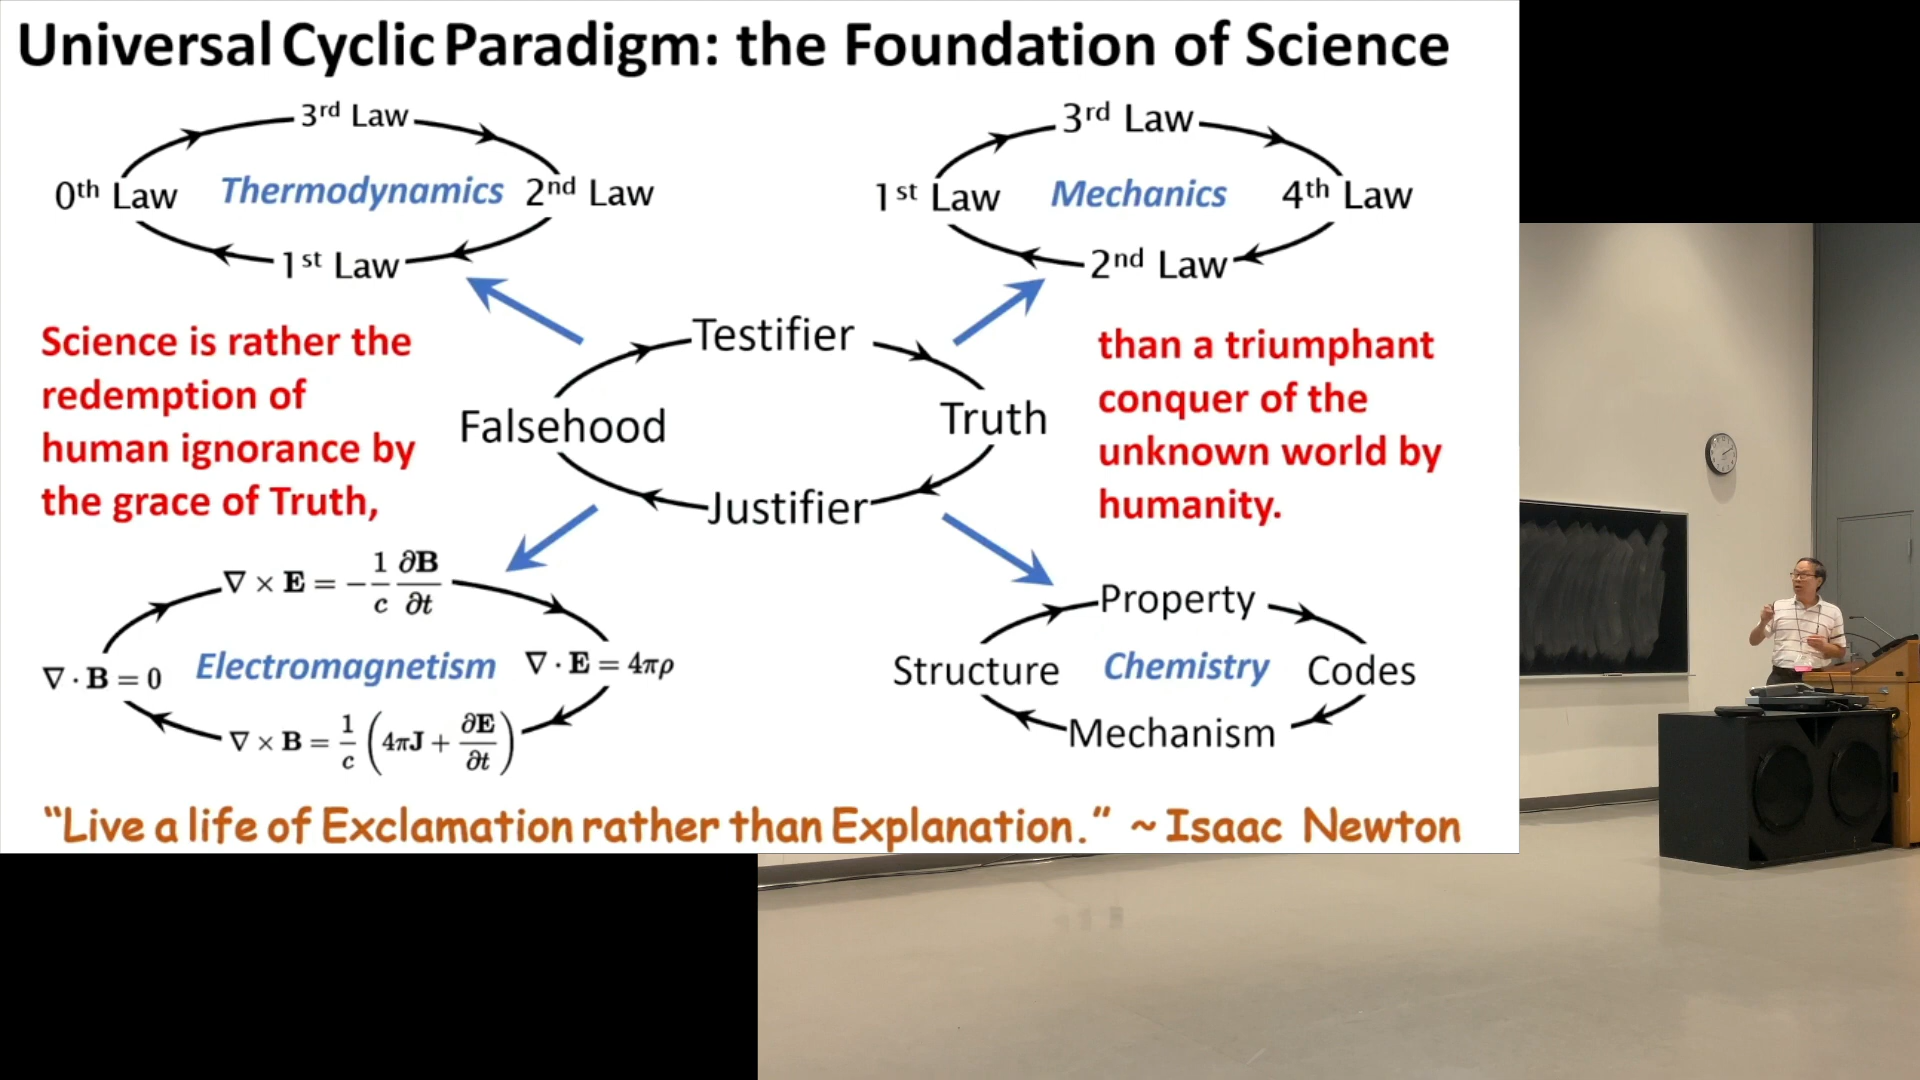 Universal Cyclic Paradigm: the Foundation of Science
3rd Law
0th Law
Thermodynamics
2nd Law
1st Law
3rd Law
1st Law
Mechanics
4th Law
2nd Law
Science is rather the
redemption of
human ignorance by
the grace of Truth,
Testifier
Falsehood
Truth
Justifier
than a triumphant
conquer of the
unknown world by
humanity.
∇ × E = −(1/c) ∂B/∂t
∇ · B = 0
Electromagnetism
∇ · E = 4πρ
∇ × B = (1/c)(4πJ + ∂E/∂t)
Property
Structure
Chemistry
Codes
Mechanism
“Live a life of Exclamation rather than Explanation.” ~ Isaac Newton